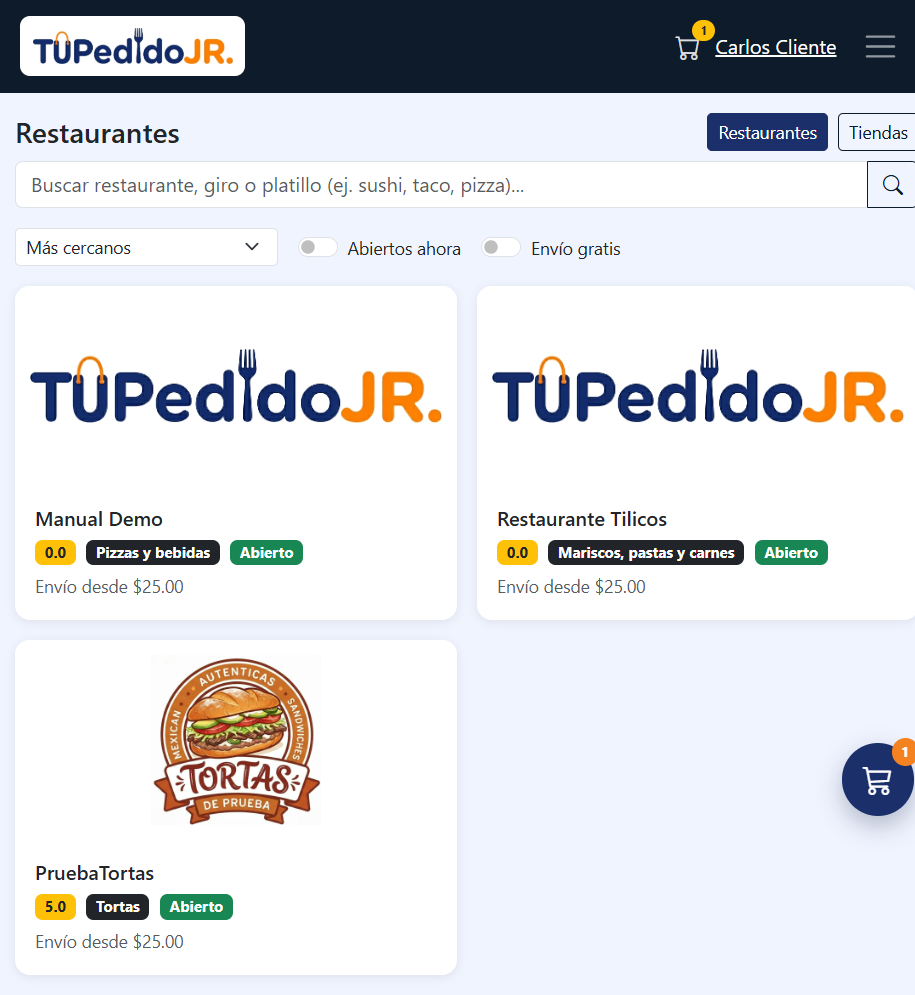 TUPedidoJR.
1
Carlos Cliente
Restaurantes
Restaurantes
Tiendas
Buscar restaurante, giro o platillo (ej. sushi, taco, pizza)...
Más cercanos
Abiertos ahora
Envío gratis
TUPedidoJR.
Manual Demo
0.0 Pizzas y bebidas Abierto
Envío desde $25.00
TUPedidoJR.
Restaurante Tilicos
0.0 Mariscos, pastas y carnes Abierto
Envío desde $25.00
AUTENTICAS
MEXICAN
SANDWICHES
TORTAS
DE PRUEBA
PruebaTortas
5.0 Tortas Abierto
Envío desde $25.00
1